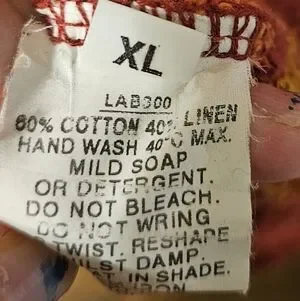 XL
LAB300
60% COTTON 40% LINEN
HAND WASH 40°C MAX.
MILD SOAP
OR DETERGENT.
DO NOT BLEACH.
DO NOT WRING
TWIST. RESHAPE
WHILST DAMP.
IN SHADE.